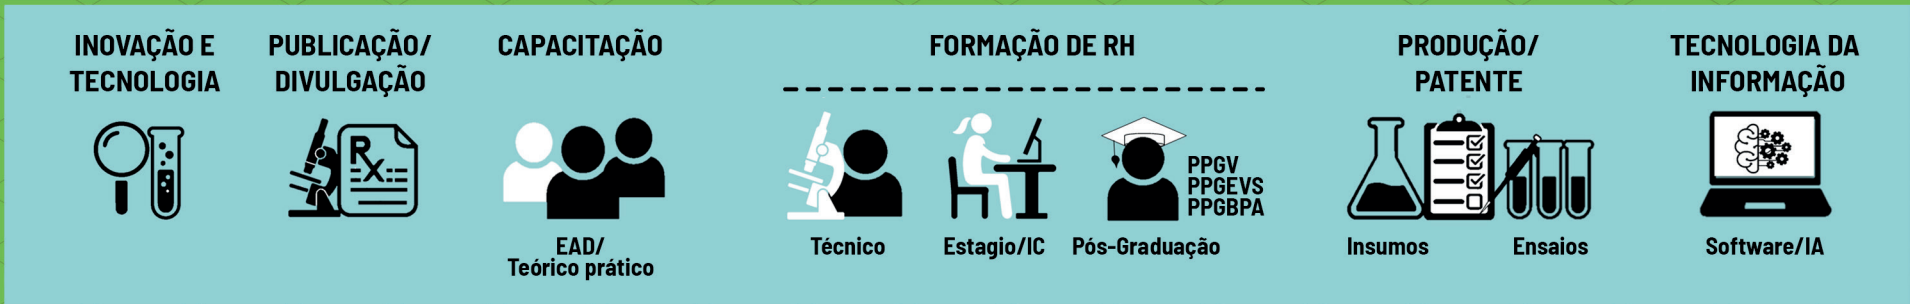 INOVAÇÃO E
TECNOLOGIA
PUBLICAÇÃO/
DIVULGAÇÃO
Rx
CAPACITAÇÃO
EAD/
Teórico prático
FORMAÇÃO DE RH
Técnico
Estagio/IC
PPGV
PPGEVS
PPGBPA
Pós-Graduação
PRODUÇÃO/
PATENTE
Insumos
Ensaios
TECNOLOGIA DA
INFORMAÇÃO
Software/IA